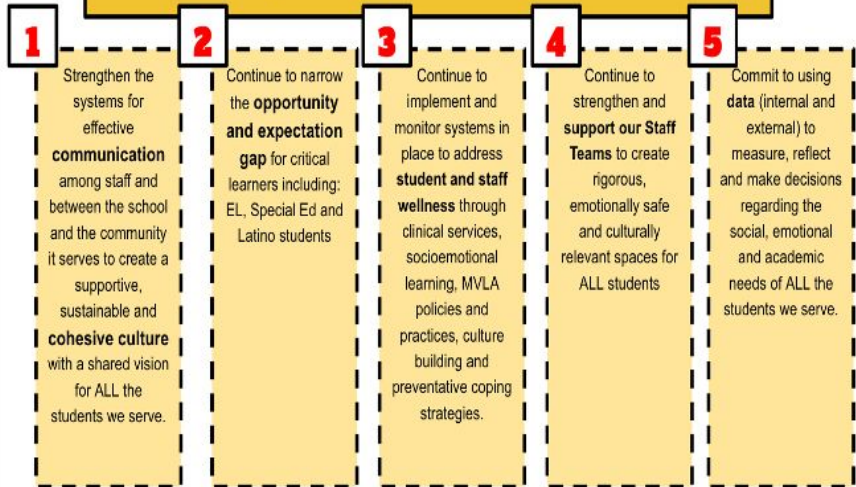 1
Strengthen the
systems for
effective
communication
among staff and
between the school
and the community
it serves to create a
supportive,
sustainable and
cohesive culture
with a shared vision
for ALL the
students we serve.
2
Continue to narrow
the opportunity
and expectation
gap for critical
learners including:
EL, Special Ed and
Latino students
3
Continue to
implement and
monitor systems in
place to address
student and staff
wellness through
clinical services,
socioemotional
learning, MVLA
policies and
practices, culture
building and
preventative coping
strategies.
4
Continue to
strengthen and
support our Staff
Teams to create
rigorous,
emotionally safe
and culturally
relevant spaces for
ALL students
5
Commit to using
data (internal and
external) to
measure, reflect
and make decisions
regarding the
social, emotional
and academic
needs of ALL the
students we serve.